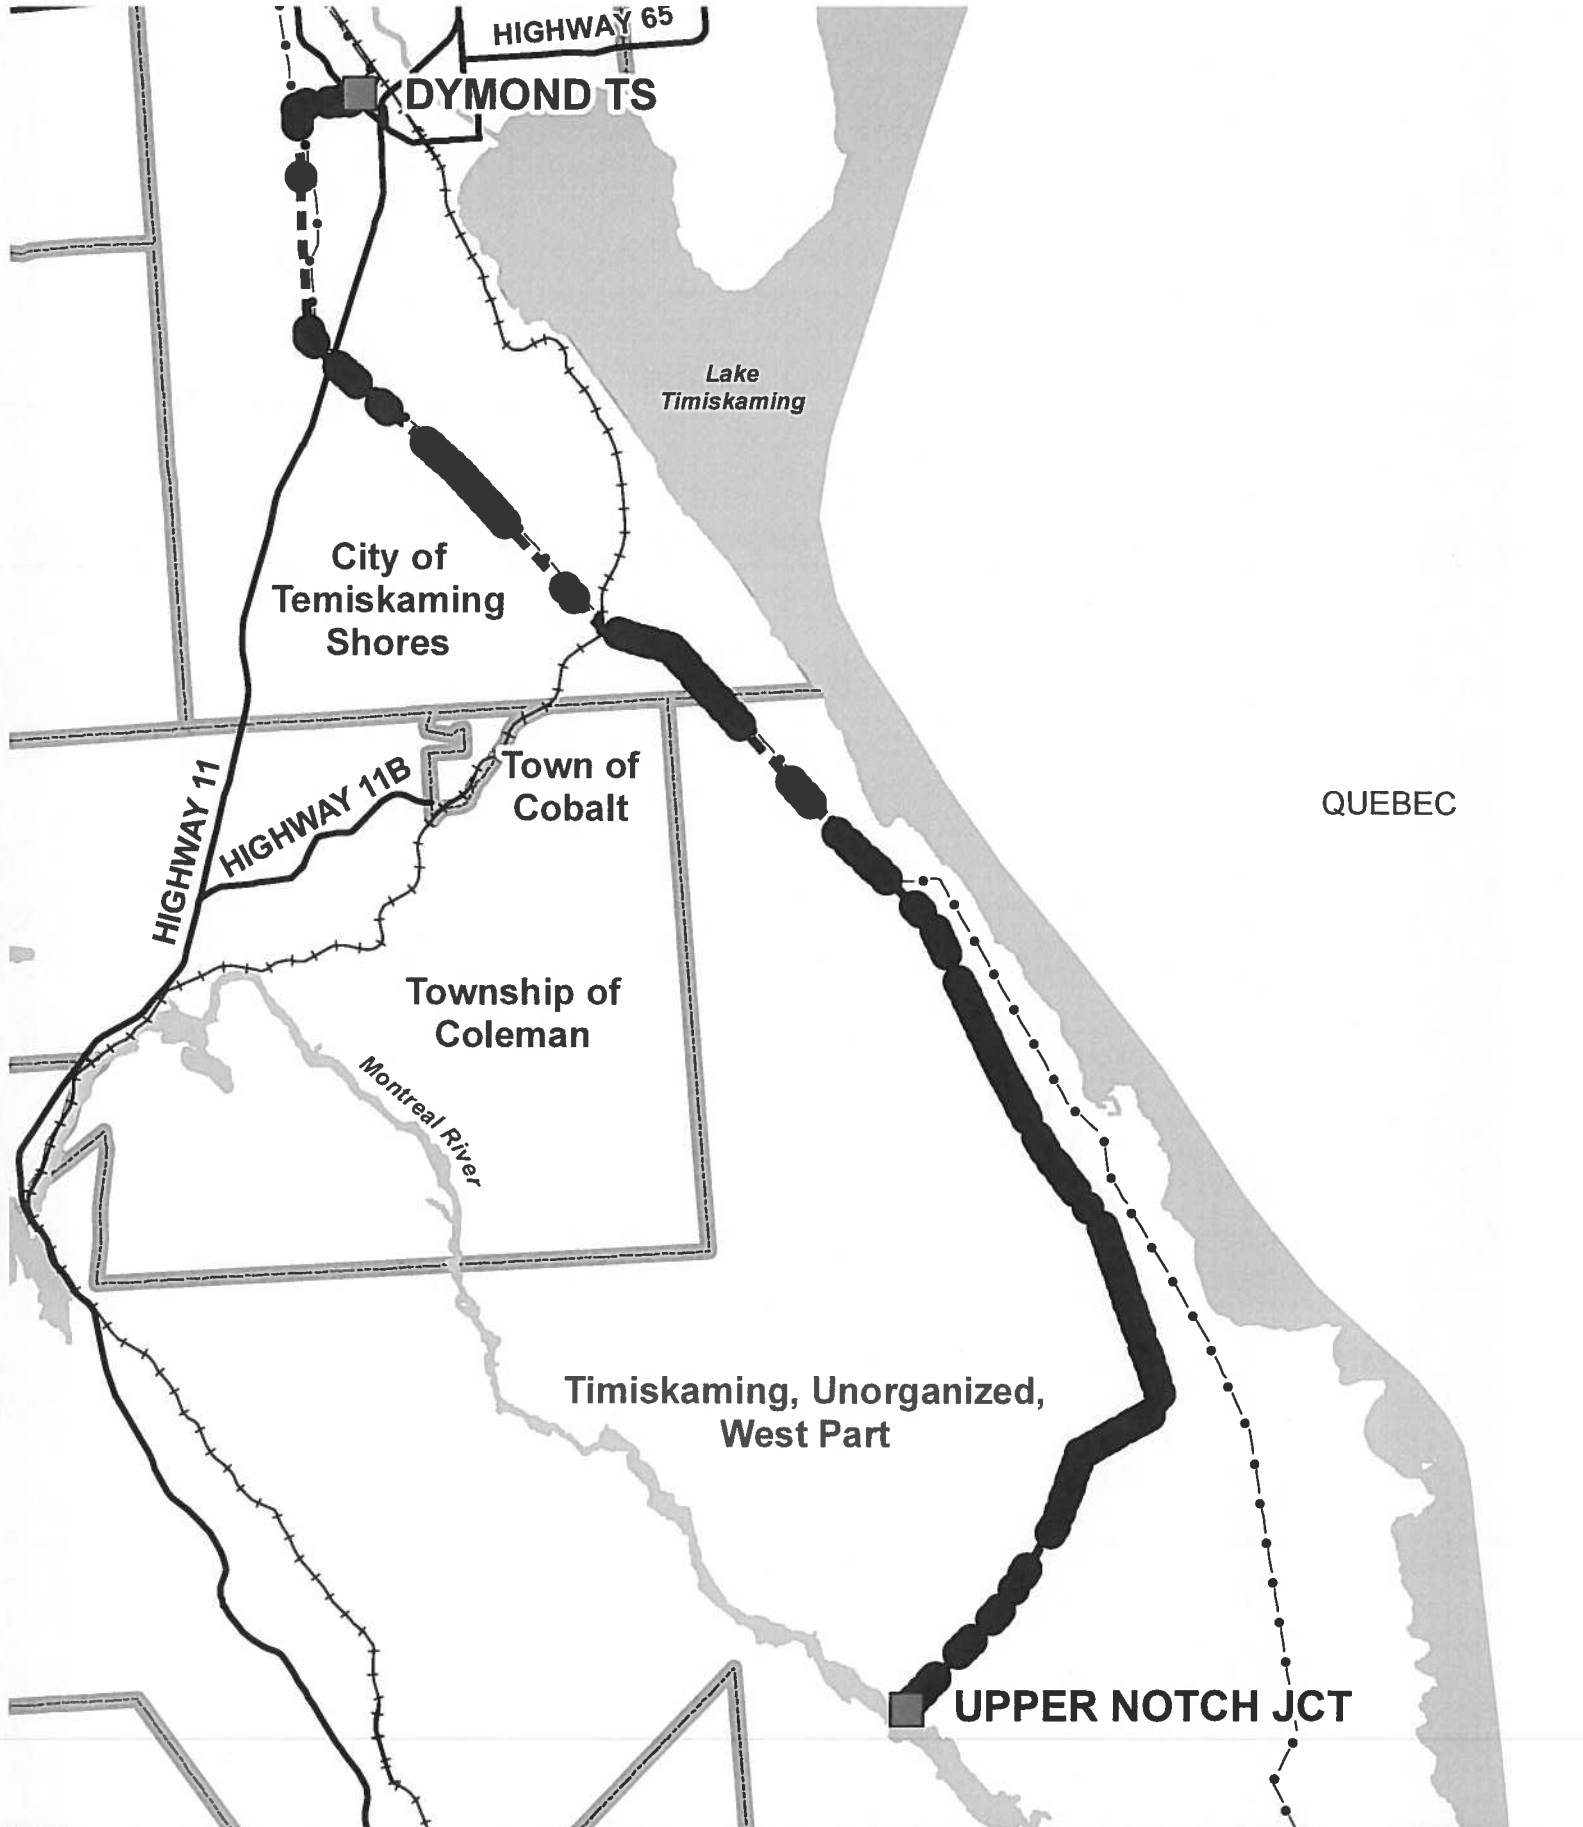 HIGHWAY 65
DYMOND TS
Lake
Timiskaming
City of
Temiskaming
Shores
HIGHWAY 11
HIGHWAY 11B
Town of
Cobalt
QUEBEC
Township of
Coleman
Montreal River
Timiskaming, Unorganized,
West Part
UPPER NOTCH JCT